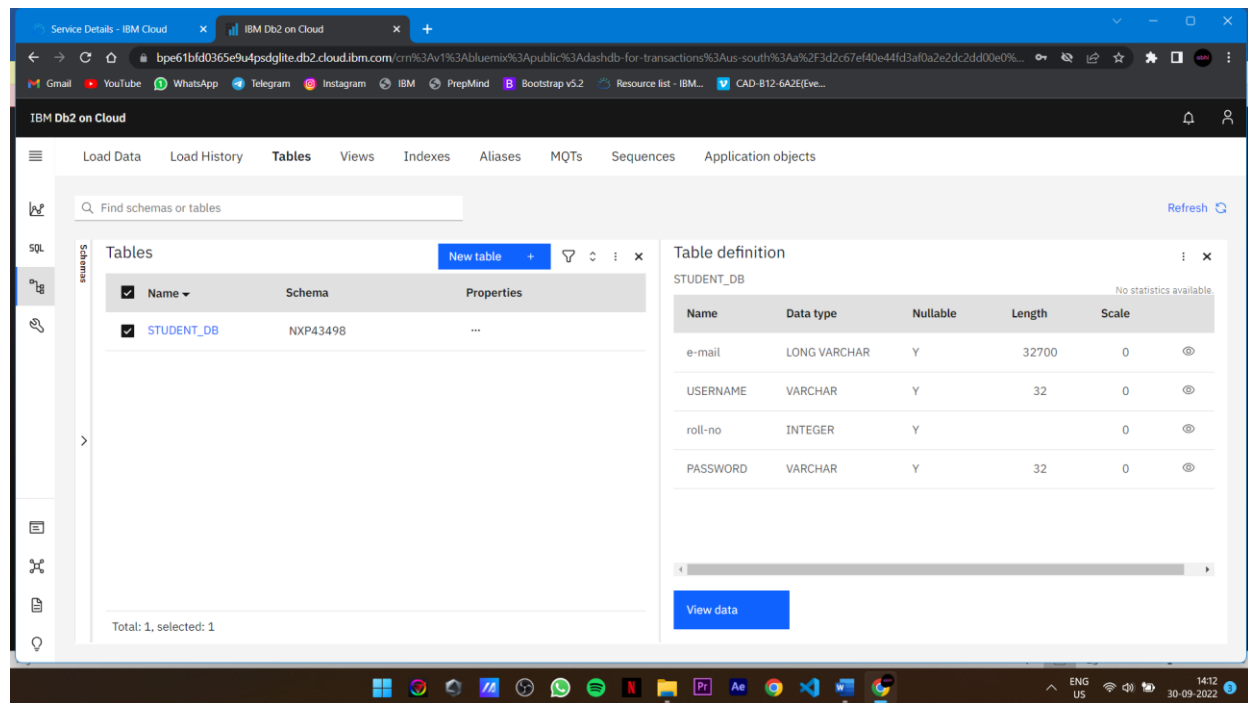 Service Details - IBM Cloud
IBM Db2 on Cloud
bpe61bfd0365e9u4psdglite.db2.cloud.ibm.com/crn%3Av1%3Abluemix%3Apublic%3Adashdb-for-transactions%3Aus-south%3Aa%2F3d2c67ef40e44fd3af0a2e2dc2dd00e0%...
Gmail YouTube WhatsApp Telegram Instagram IBM PrepMind Bootstrap v5.2 Resource list - IBM... CAD-B12-6A2E(Eve...
IBM Db2 on Cloud
Load Data Load History Tables Views Indexes Aliases MQTs Sequences Application objects
Find schemas or tables
Refresh
SQL
Schemas
Tables
New table +
Name Schema Properties
STUDENT_DB NXP43498 ...
Total: 1, selected: 1
Table definition
STUDENT_DB
No statistics available.
Name Data type Nullable Length Scale
e-mail LONG VARCHAR Y 32700 0
USERNAME VARCHAR Y 32 0
roll-no INTEGER Y 0
PASSWORD VARCHAR Y 32 0
View data
ENG
US
14:12
30-09-2022
3